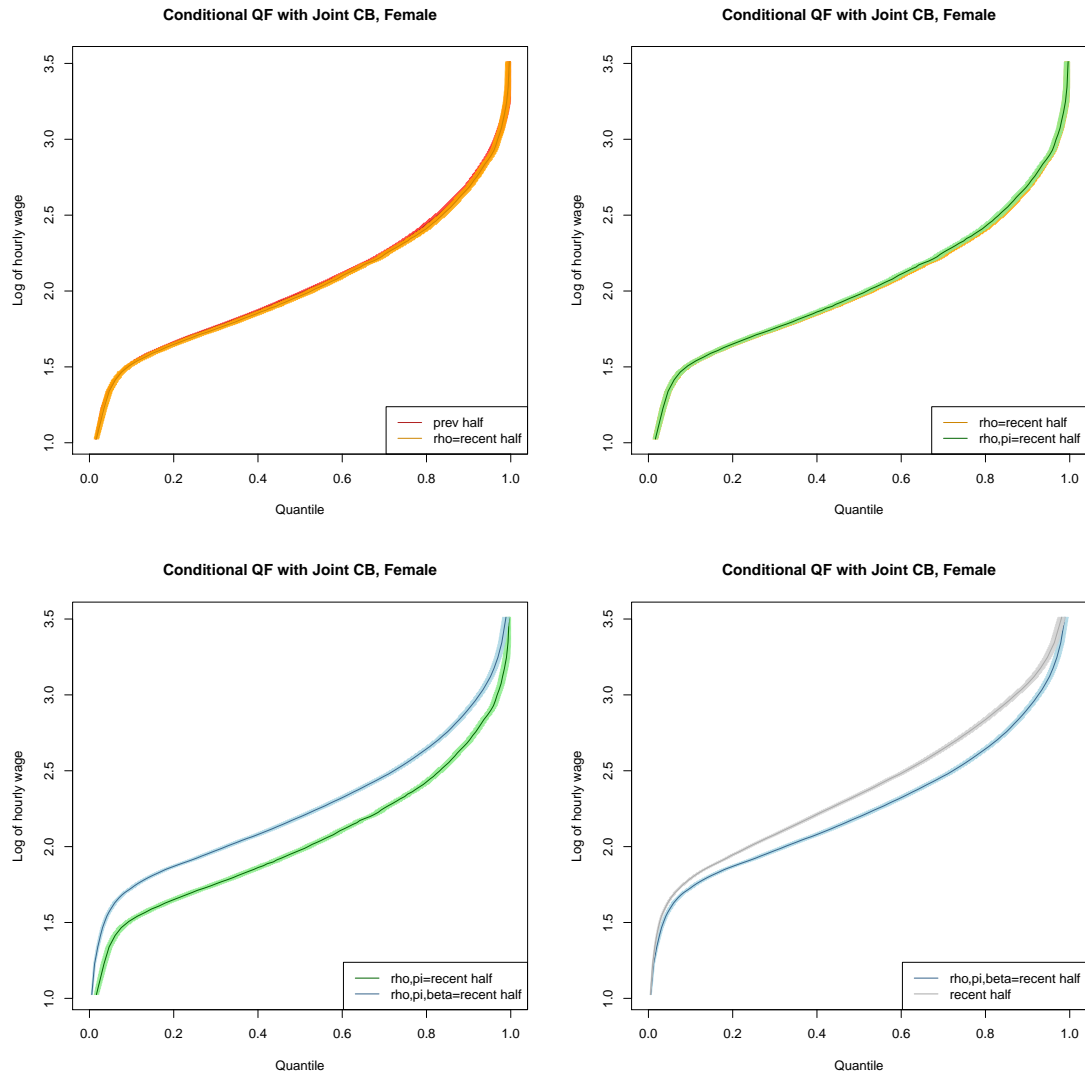 Conditional QF with Joint CB, Female
Log of hourly wage
3.5
3.0
2.5
2.0
1.5
1.0
prev half
rho=recent half
0.0 0.2 0.4 0.6 0.8 1.0
Quantile
Conditional QF with Joint CB, Female
Log of hourly wage
3.5
3.0
2.5
2.0
1.5
1.0
rho=recent half
rho,pi=recent half
0.0 0.2 0.4 0.6 0.8 1.0
Quantile
Conditional QF with Joint CB, Female
Log of hourly wage
3.5
3.0
2.5
2.0
1.5
1.0
rho,pi=recent half
rho,pi,beta=recent half
0.0 0.2 0.4 0.6 0.8 1.0
Quantile
Conditional QF with Joint CB, Female
Log of hourly wage
3.5
3.0
2.5
2.0
1.5
1.0
rho,pi,beta=recent half
recent half
0.0 0.2 0.4 0.6 0.8 1.0
Quantile